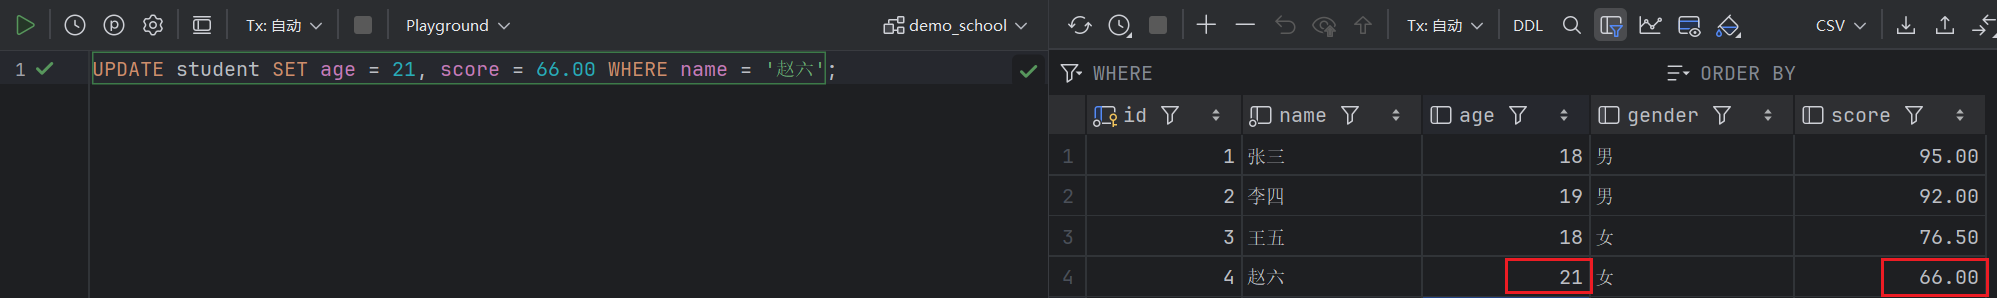 Tx: 自动 Playground demo_school
1 UPDATE student SET age = 21, score = 66.00 WHERE name = '赵六';
Tx: 自动 DDL CSV
WHERE ORDER BY
id name age gender score
1 1 张三 18 男 95.00
2 2 李四 19 男 92.00
3 3 王五 18 女 76.50
4 4 赵六 21 女 66.00